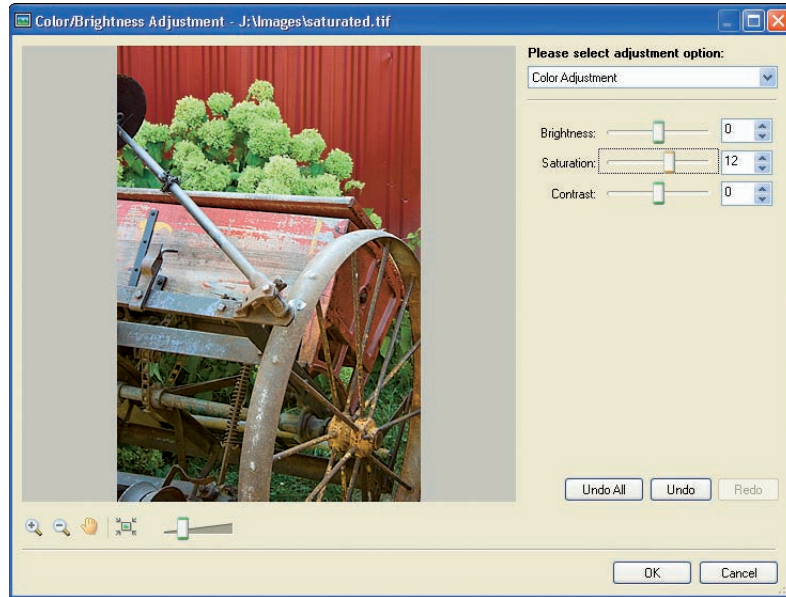 Color/Brightness Adjustment - J:\Images\saturated.tif
Please select adjustment option:
Color Adjustment
Brightness: 0
Saturation: 12
Contrast: 0
Undo All Undo Redo
OK Cancel